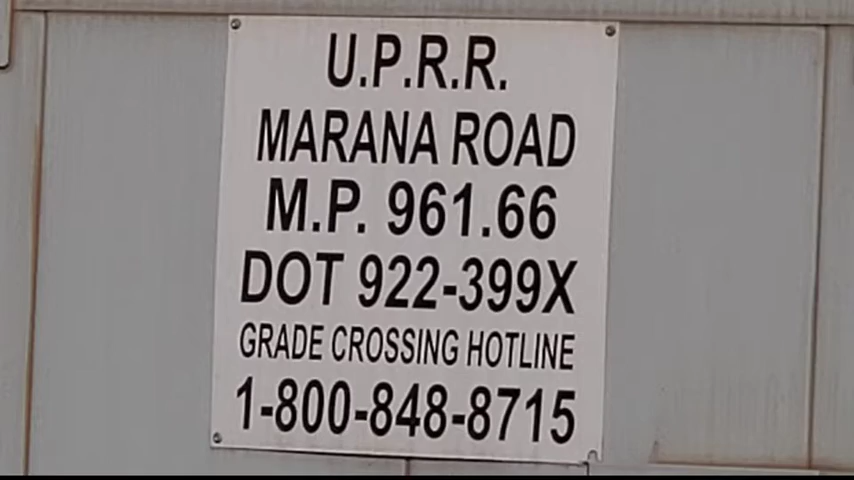 U.P.R.R.
MARANA ROAD
M.P. 961.66
DOT 922-399X
GRADE CROSSING HOTLINE
1-800-848-8715